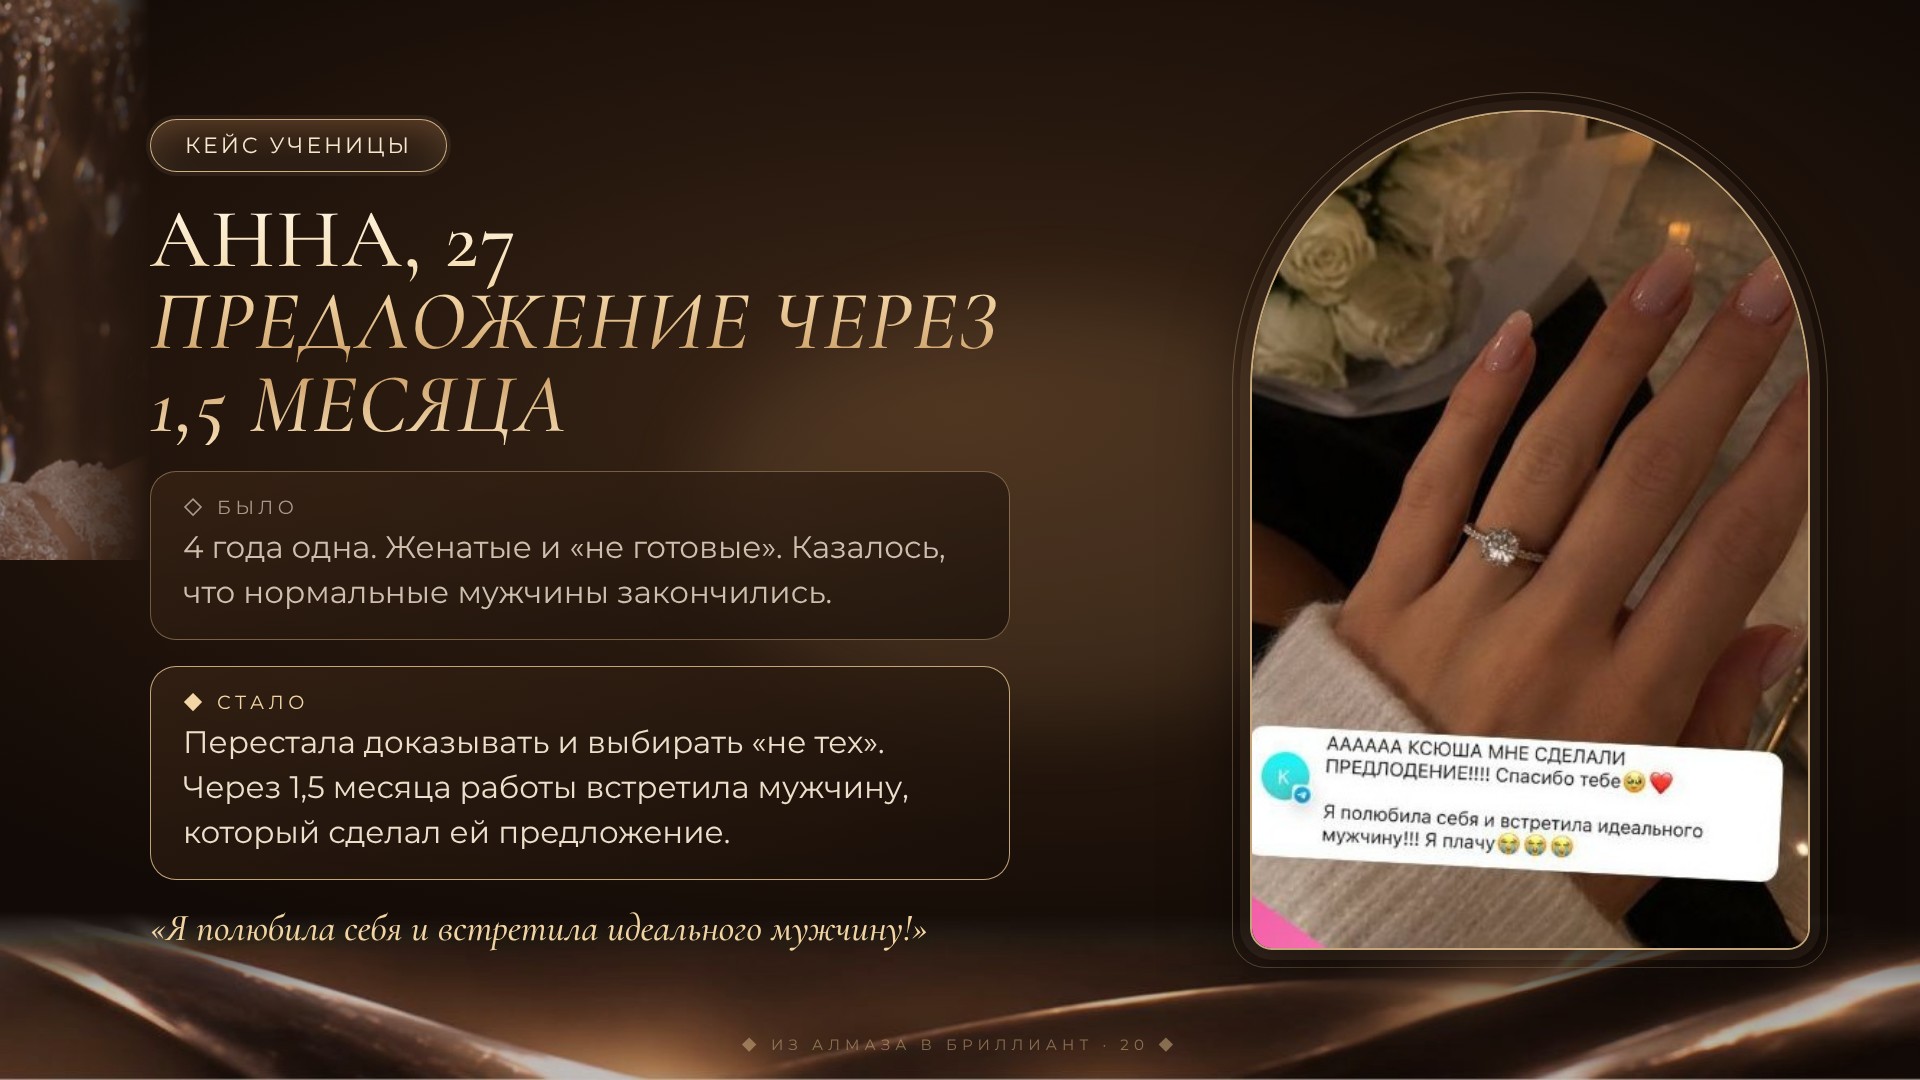 КЕЙС УЧЕНИЦЫ
АННА, 27
ПРЕДЛОЖЕНИЕ ЧЕРЕЗ
1,5 МЕСЯЦА
БЫЛО
4 года одна. Женатые и «не готовые». Казалось,
что нормальные мужчины закончились.
СТАЛО
Перестала доказывать и выбирать «не тех».
Через 1,5 месяца работы встретила мужчину,
который сделал ей предложение.
«Я полюбила себя и встретила идеального мужчину!»
К
АААААА КСЮША МНЕ СДЕЛАЛИ
ПРЕДЛОДЕНИЕ!!!! Спасибо тебе🥹❤️
Я полюбила себя и встретила идеального
мужчину!!! Я плачу😭😭😭
ИЗ АЛМАЗА В БРИЛЛИАНТ · 20